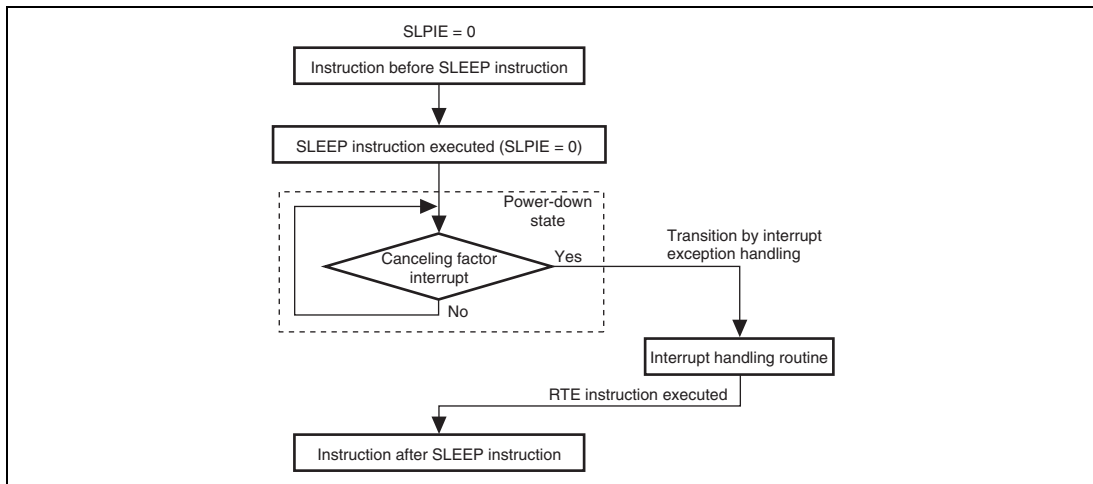 SLPIE = 0
Instruction before SLEEP instruction
SLEEP instruction executed (SLPIE = 0)
Power-down
state
Canceling factor
interrupt
Yes
No
Transition by interrupt
exception handling
Interrupt handling routine
RTE instruction executed
Instruction after SLEEP instruction